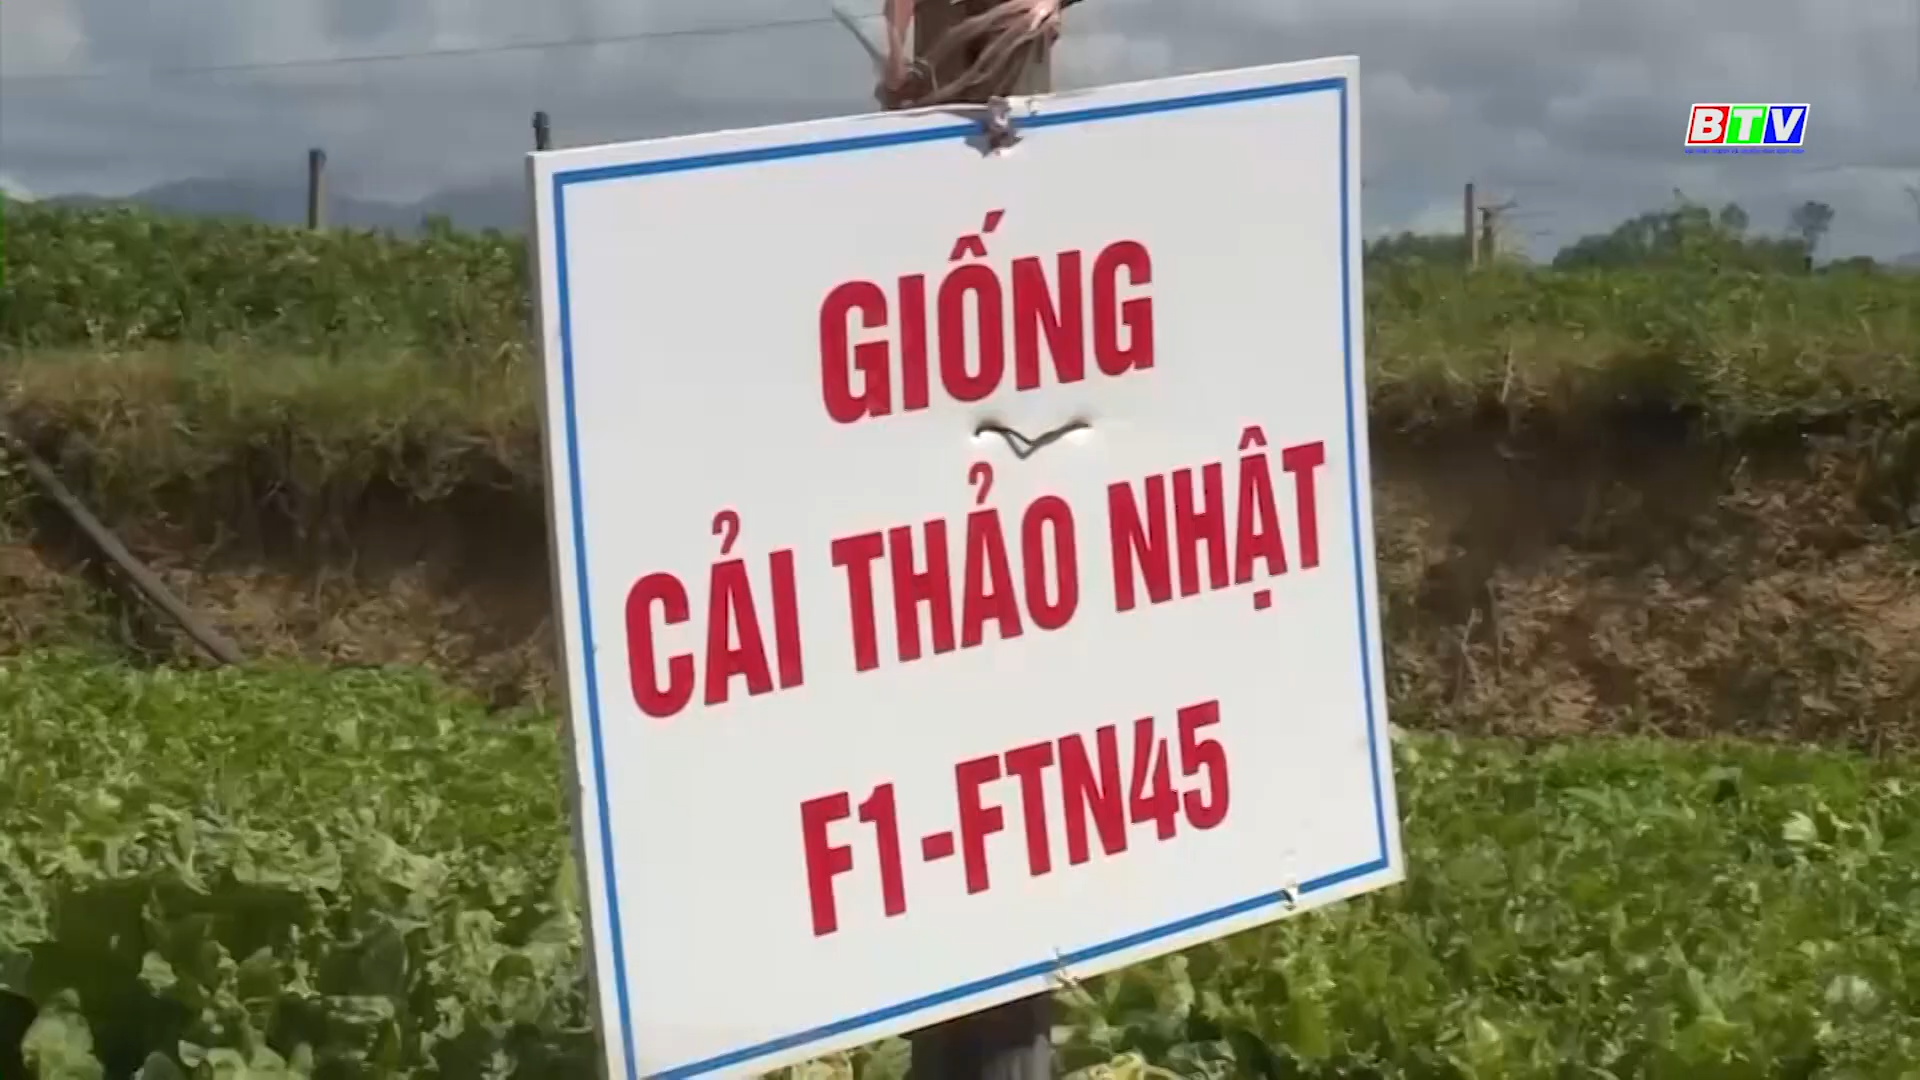 BTV
GIỐNG
CẢI THẢO NHẬT
F1-FTN45